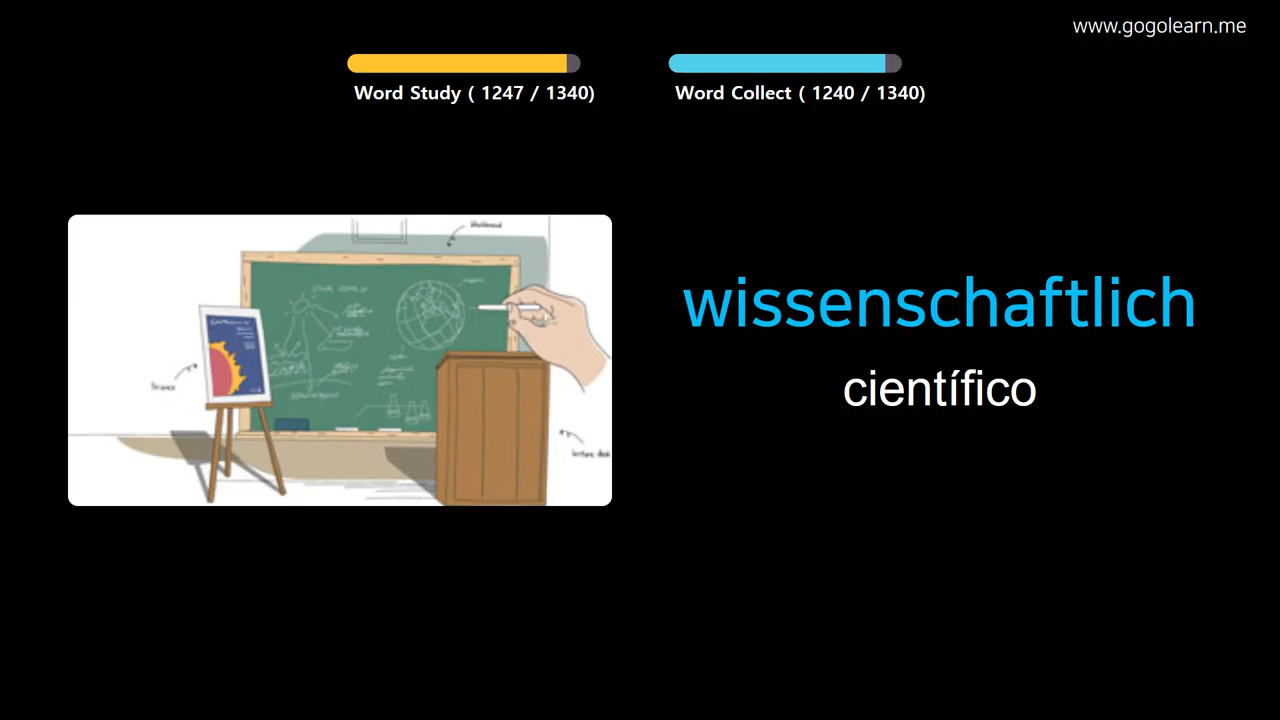 www.gogolearn.me
Word Study ( 1247 / 1340)
Word Collect ( 1240 / 1340)
wissenschaftlich
científico